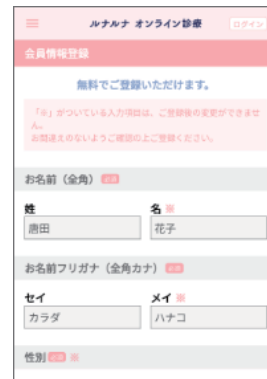 ルナルナ オンライン診療
ログイン
会員情報登録
無料でご登録いただけます。
「※」がついている入力項目は、ご登録後の変更ができませ
ん。
お間違えのないようご確認の上ご登録ください。
お名前（全角） 必須
姓 名 ※
唐田 花子
お名前フリガナ（全角カナ） 必須
セイ メイ ※
カラダ ハナコ
性別 必須 ※